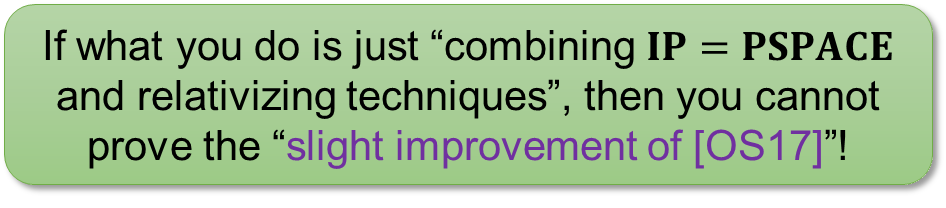 If what you do is just “combining IP = PSPACE
and relativizing techniques”, then you cannot
prove the “slight improvement of [OS17]”!